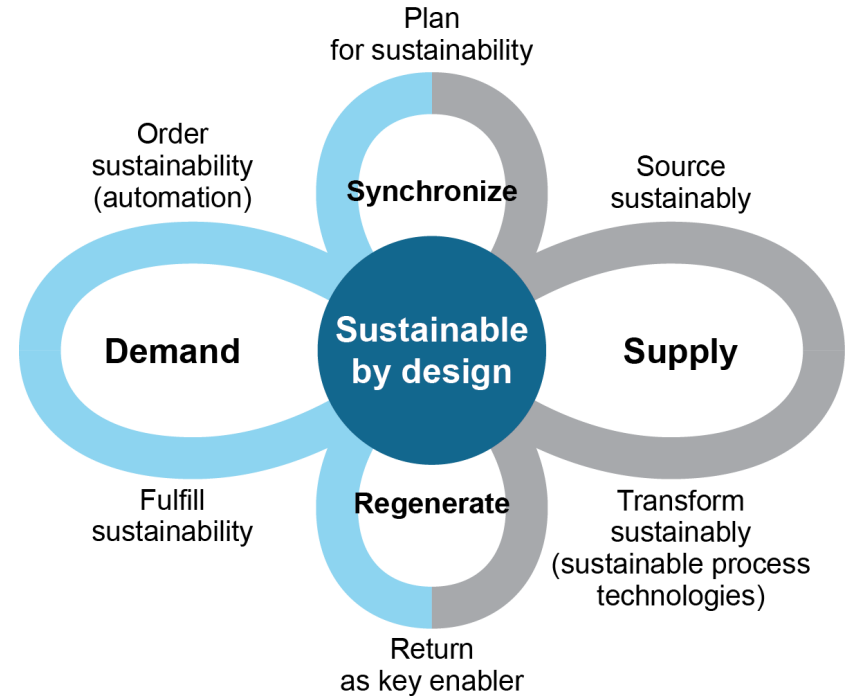 Plan
for sustainability
Order
sustainability
(automation)
Source
sustainably
Synchronize
Demand
Sustainable
by design
Supply
Regenerate
Fulfill
sustainability
Transform
sustainably
(sustainable process
technologies)
Return
as key enabler